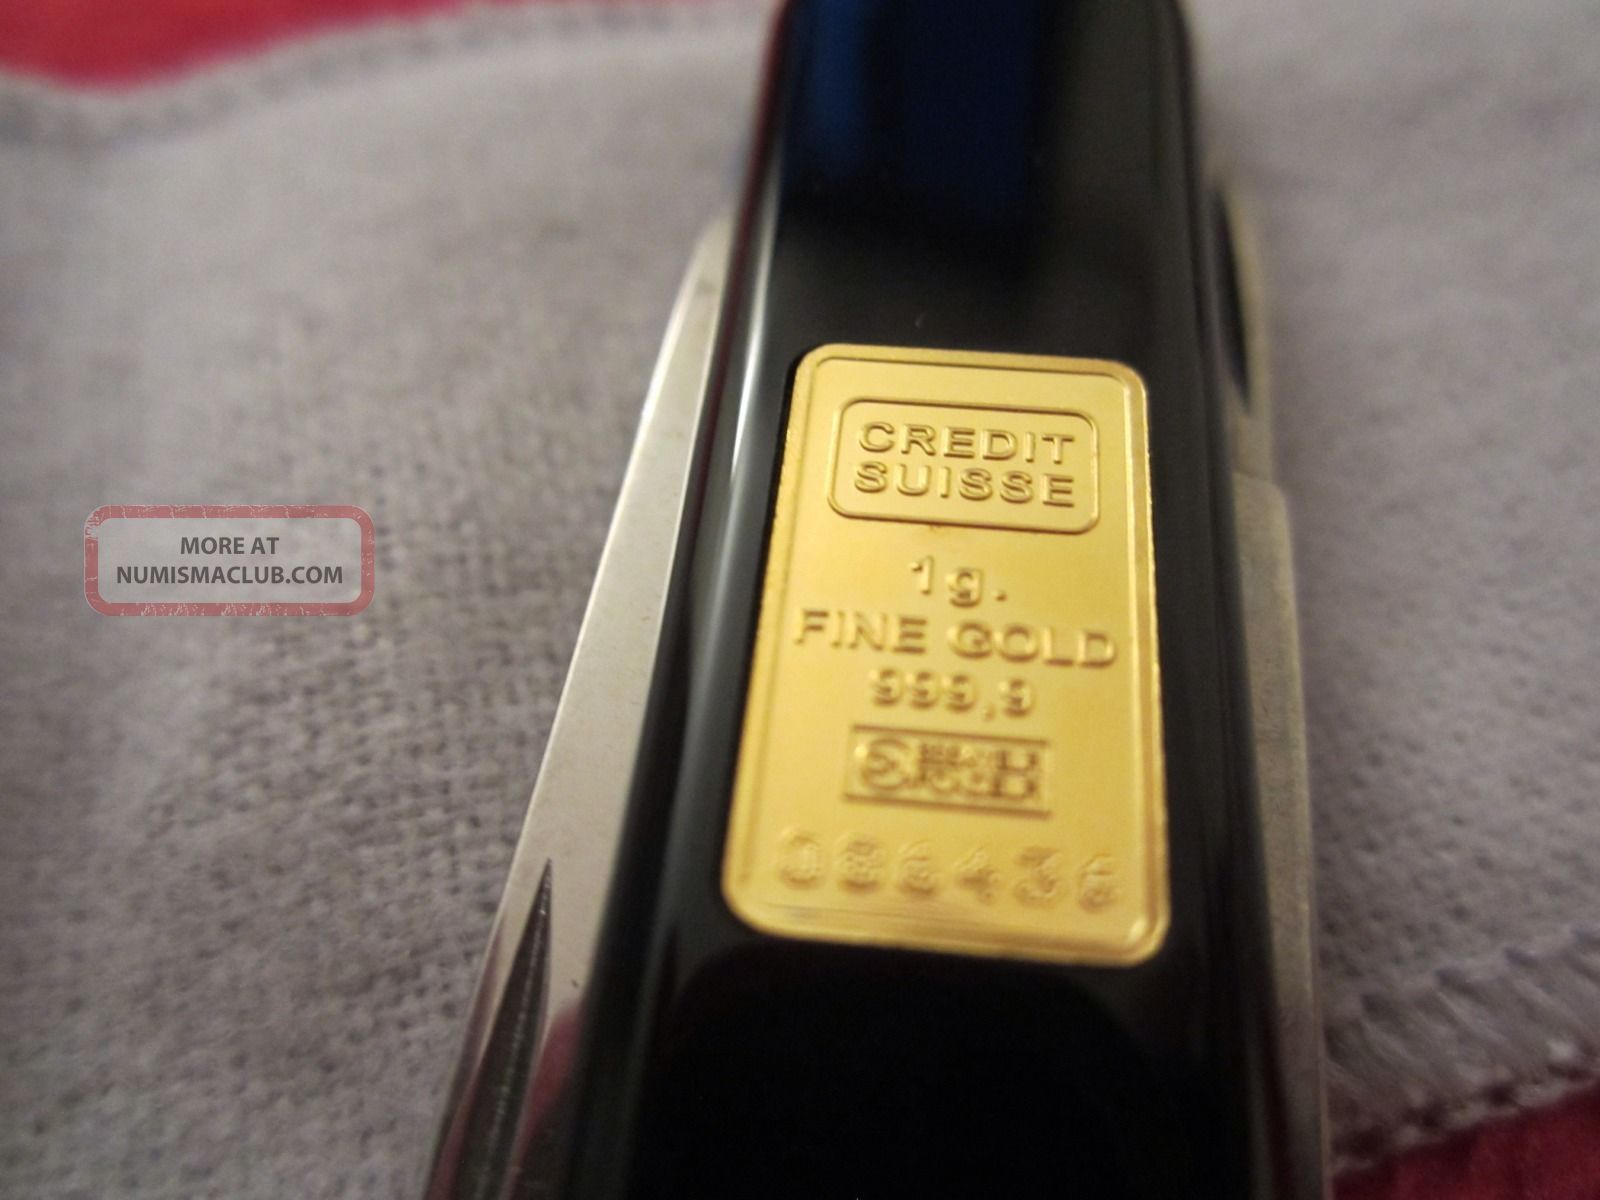 CREDIT
SUISSE
1g.
FINE GOLD
999,9
MORE AT
NUMISMACLUB.COM